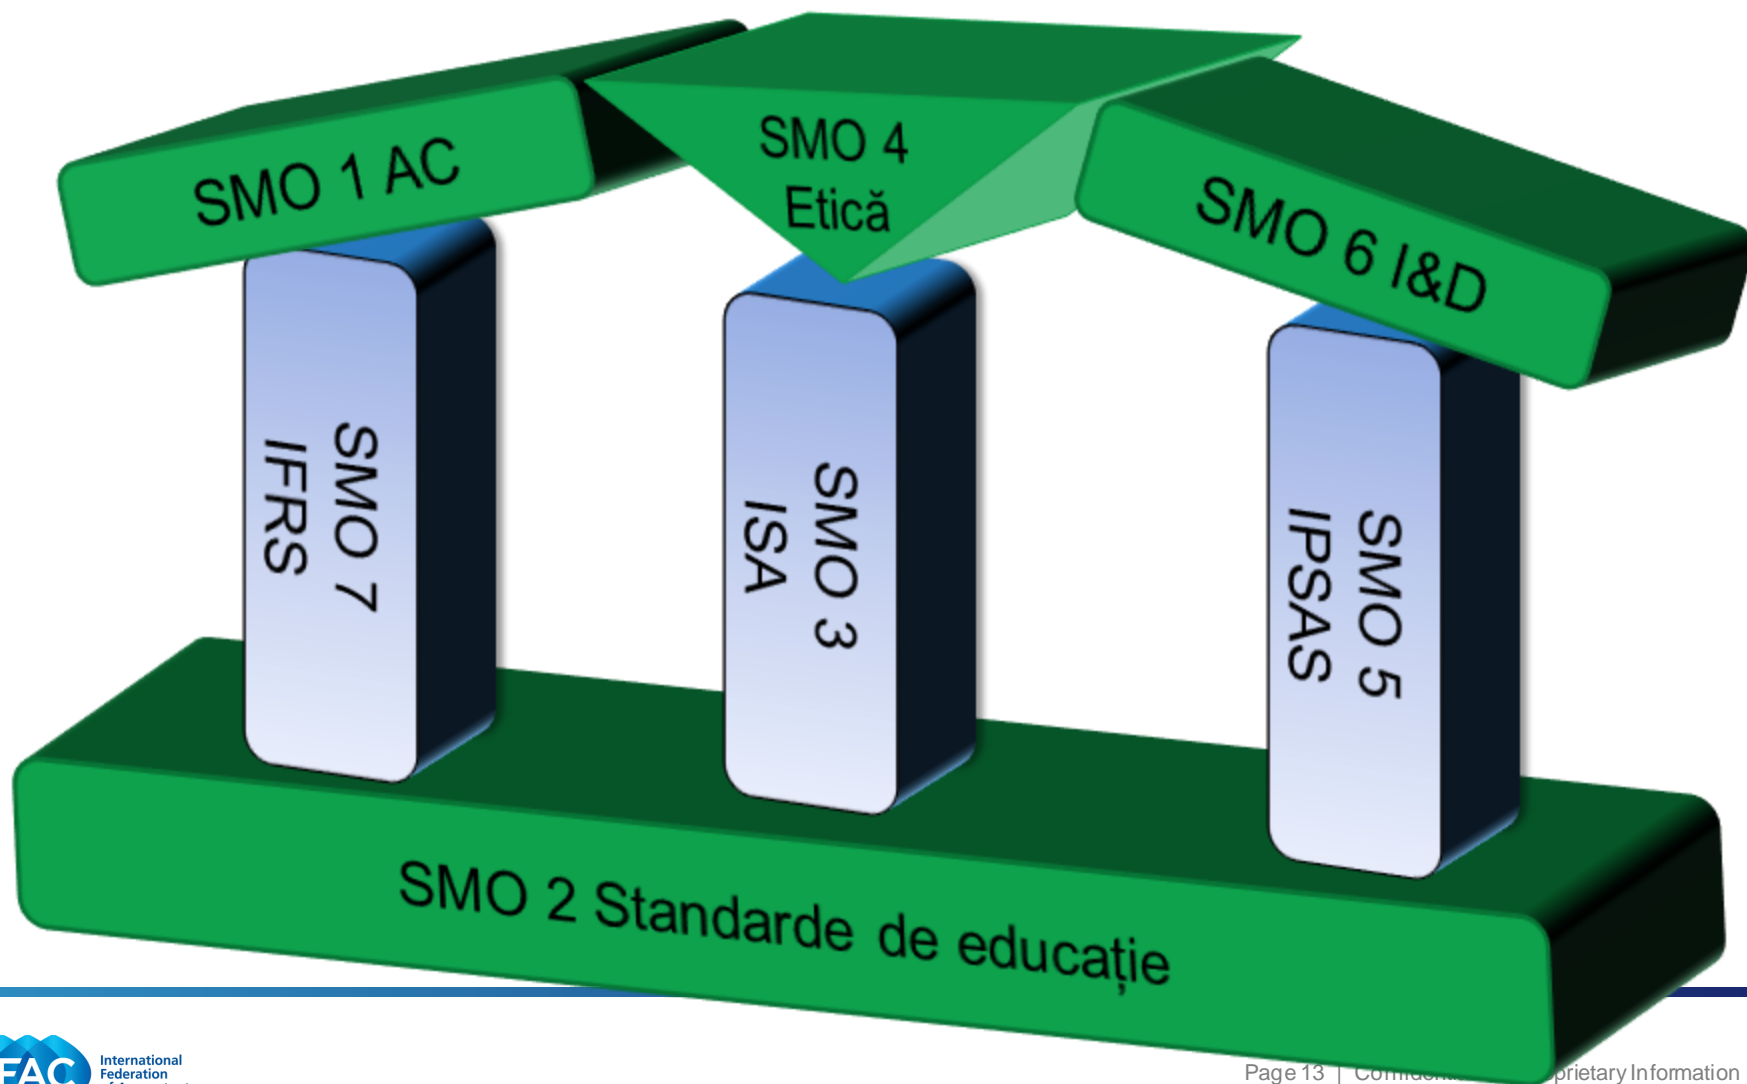 SMO 1 AC
SMO 4
Etică
SMO 6 I&D
SMO 7
IFRS
SMO 3
ISA
SMO 5
IPSAS
SMO 2 Standarde de educație
International
Federation
Page 13 | prietary Information